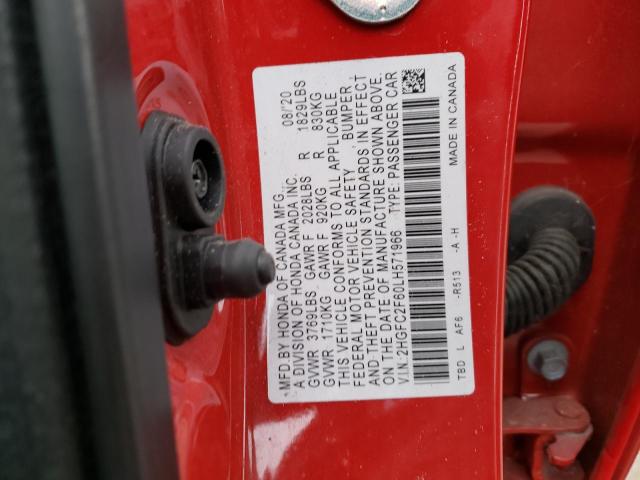 MFD.BY HONDA OF CANADA MFG., 08/'20
A DIVISION OF HONDA CANADA INC.
GVWR 3769LBS GAWR F 2028LBS R 1829LBS
GVWR 1710KG GAWR F 920KG R 830KG
THIS VEHICLE CONFORMS TO ALL APPLICABLE
FEDERAL MOTOR VEHICLE SAFETY, BUMPER,
AND THEFT PREVENTION STANDARDS IN EFFECT
ON THE DATE OF MANUFACTURE SHOWN ABOVE.
V.I.N.:2HGFC2F60LH571966 TYPE: PASSENGER CAR
TBD L AF6 -R513 -A -H MADE IN CANADA